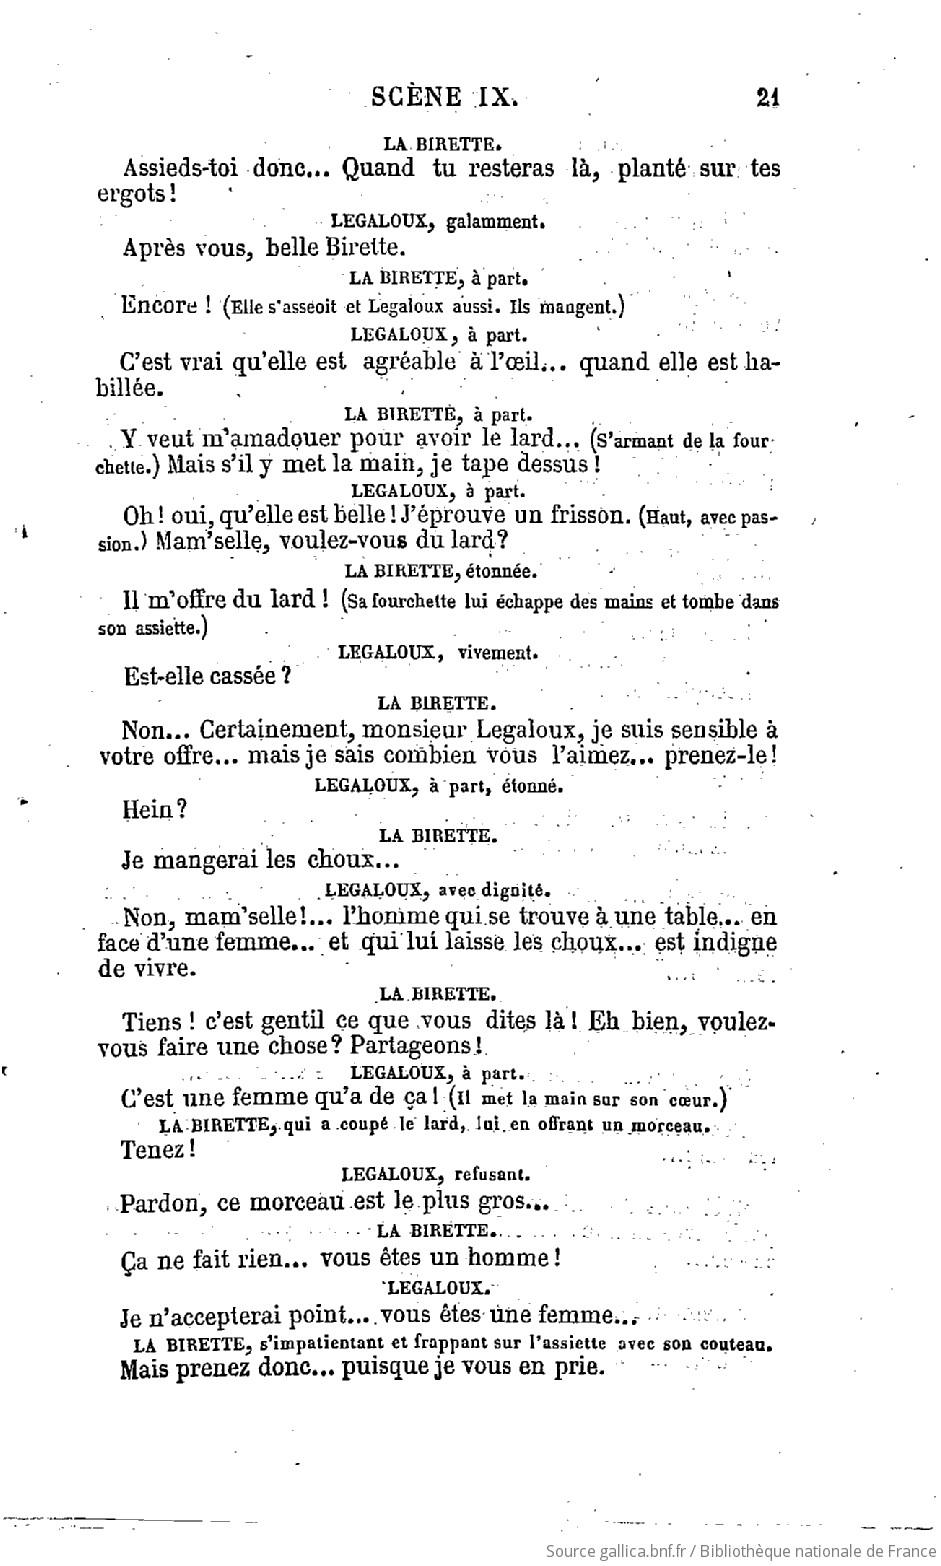 SCÈNE IX. 21
LA BIRETTE.
Assieds-toi donc... Quand tu resteras là, planté sur tes
ergots!
LEGALOUX, galamment.
Après vous, belle Birette.
LA BIRETTE, à part.
Encore! (Elle s'asseoit et Legaloux aussi. Ils mangent.)
LEGALOUX, à part.
C'est vrai qu'elle est agréable à l'œil... quand elle est ha-
billée.
LA BIRETTE, à part.
Y veut m'amadouer pour avoir le lard... (S'armant de la four
chette.) Mais s'il y met la main, je tape dessus!
LEGALOUX, à part.
Oh! oui, qu'elle est belle! J'éprouve un frisson. (Haut, avec pas-
sion.) Mam'selle, voulez-vous du lard?
LA BIRETTE, étonnée.
Il m'offre du lard! (Sa fourchette lui échappe des mains et tombe dans
son assiette.)
LEGALOUX, vivement.
Est-elle cassée?
LA BIRETTE.
Non... Certainement, monsieur Legaloux, je suis sensible à
votre offre... mais je sais combien vous l'aimez... prenez-le!
LEGALOUX, à part, étonné.
Hein?
LA BIRETTE.
Je mangerai les choux...
LEGALOUX, avec dignité.
Non, mam'selle!... l'homme qui se trouve à une table... en
face d'une femme... et qui lui laisse les choux... est indigne
de vivre.
LA BIRETTE.
Tiens! c'est gentil ce que vous dites là! Eh bien, voulez-
vous faire une chose? Partageons!
LEGALOUX, à part.
C'est une femme qu'a de ça! (Il met la main sur son cœur.)
LA BIRETTE, qui a coupé le lard, lui en offrant un morceau.
Tenez!
LEGALOUX, refusant.
Pardon, ce morceau est le plus gros...
LA BIRETTE.
Ça ne fait rien... vous êtes un homme!
LEGALOUX.
Je n'accepterai point... vous êtes une femme...
LA BIRETTE, s'impatientant et frappant sur l'assiette avec son couteau.
Mais prenez donc... puisque je vous en prie.
Source gallica.bnf.fr / Bibliothèque nationale de France